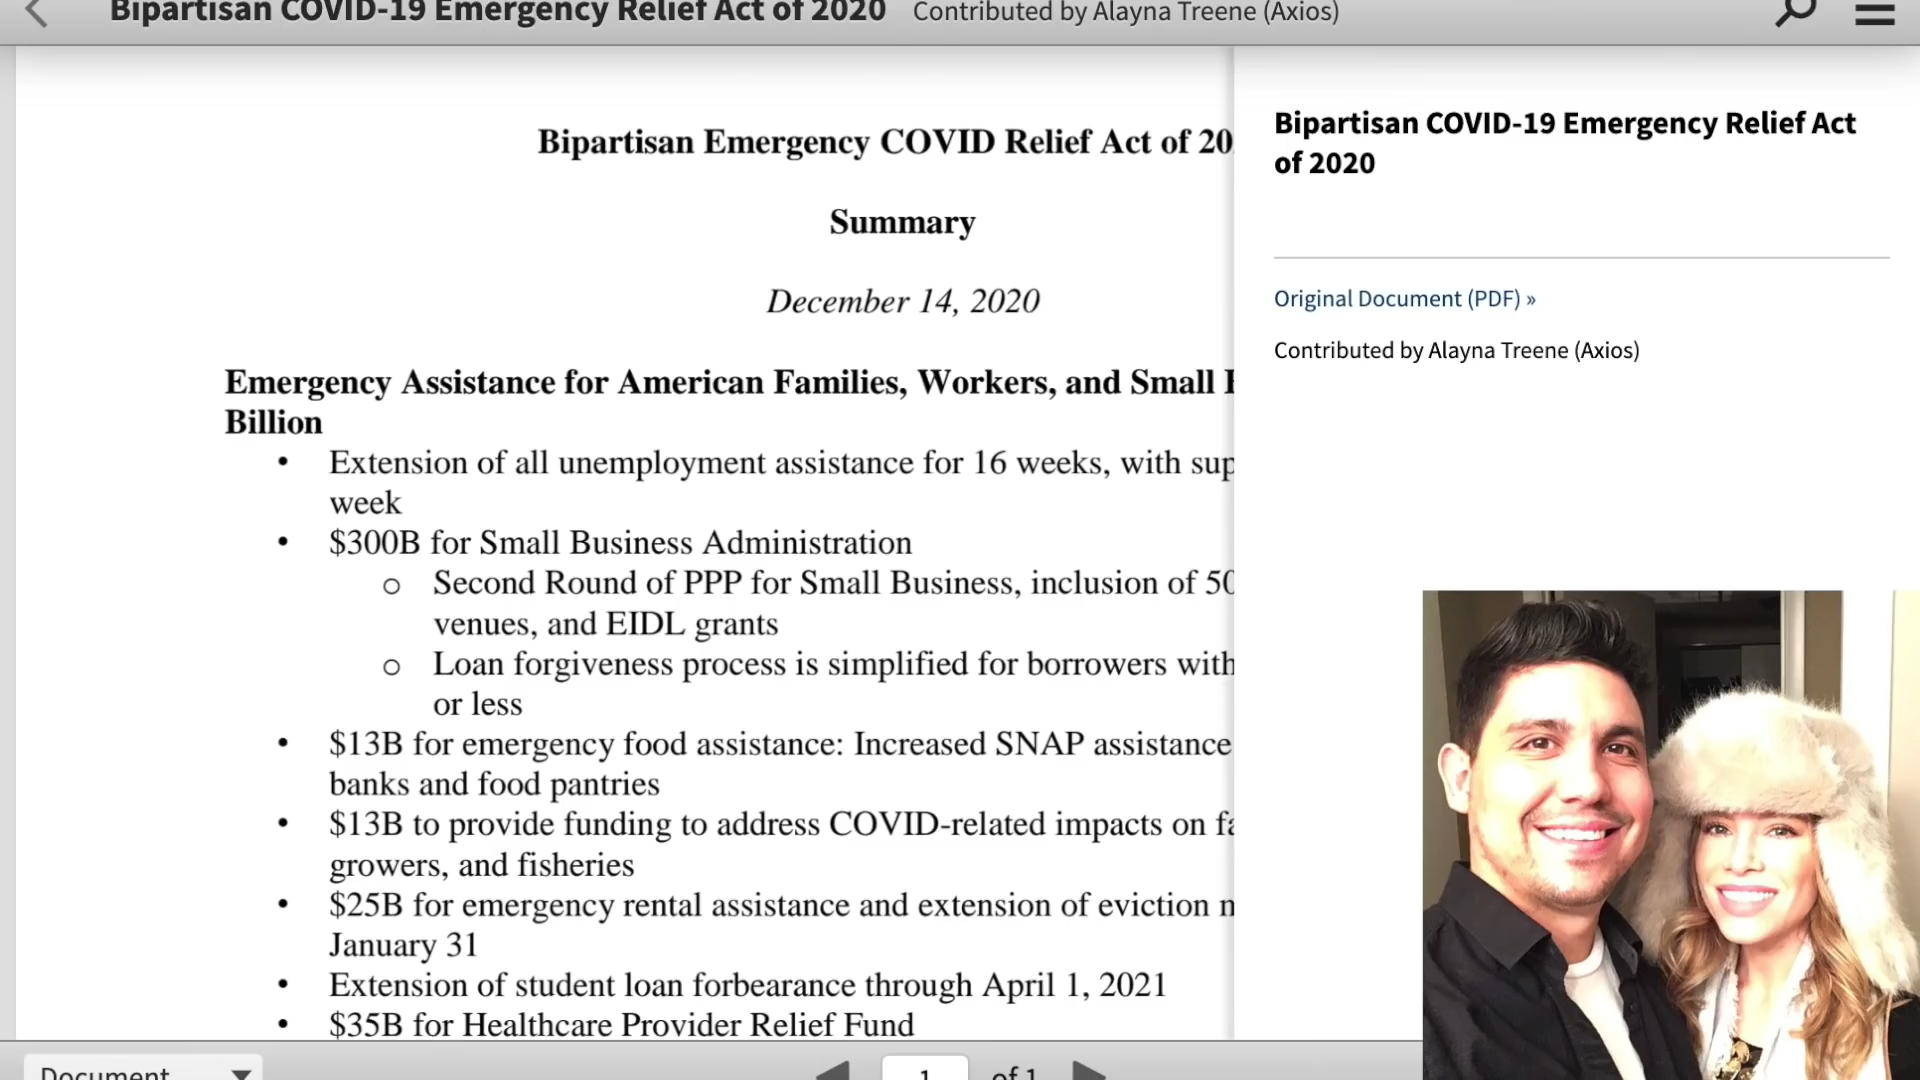 Bipartisan COVID-19 Emergency Relief Act of 2020 Contributed by Alayna Treene (Axios)
Bipartisan Emergency COVID Relief Act of 20
Summary
December 14, 2020
Emergency Assistance for American Families, Workers, and Small
Billion
• Extension of all unemployment assistance for 16 weeks, with sup
week
• $300B for Small Business Administration
o Second Round of PPP for Small Business, inclusion of 50
venues, and EIDL grants
o Loan forgiveness process is simplified for borrowers with
or less
• $13B for emergency food assistance: Increased SNAP assistance
banks and food pantries
• $13B to provide funding to address COVID-related impacts on fa
growers, and fisheries
• $25B for emergency rental assistance and extension of eviction
January 31
• Extension of student loan forbearance through April 1, 2021
• $35B for Healthcare Provider Relief Fund
Bipartisan COVID-19 Emergency Relief Act
of 2020
Original Document (PDF) »
Contributed by Alayna Treene (Axios)
Document
1 of 1